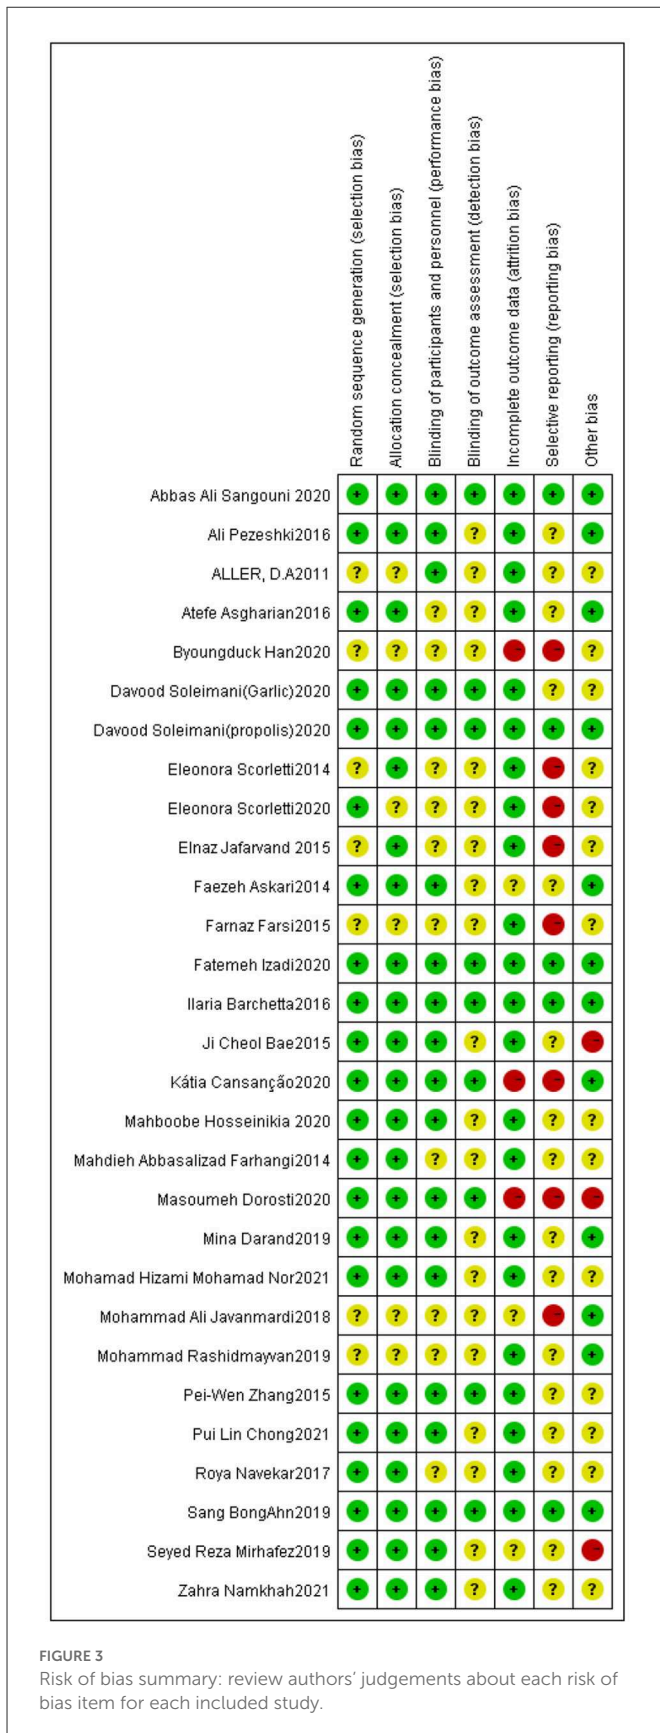 Random sequence generation (selection bias)
Allocation concealment (selection bias)
Blinding of participants and personnel (performance bias)
Blinding of outcome assessment (detection bias)
Incomplete outcome data (attrition bias)
Selective reporting (reporting bias)
Other bias
Abbas Ali Sangouni 2020 + + + + + + +
Ali Pezeshki2016 + + + ? + ? +
ALLER, D.A2011 ? ? + ? + ? ?
Atefe Asgharian2016 + + ? ? + ? +
Byoungduck Han2020 ? ? ? ? - - ?
Davood Soleimani(Garlic)2020 + + + + + ? ?
Davood Soleimani(propolis)2020 + + + + + + +
Eleonora Scorletti2014 ? + ? ? + - ?
Eleonora Scorletti2020 + ? ? ? + - ?
Elnaz Jafarvand 2015 ? + ? ? + - ?
Faezeh Askari2014 + + + ? ? ? +
Farnaz Farsi2015 ? ? ? ? + - ?
Fatemeh Izadi2020 + + + + + + +
Ilaria Barchetta2016 + + + + + + +
Ji Cheol Bae2015 + + + ? + ? -
Kátia Cansanção2020 + + + + - - +
Mahboobe Hosseinikia 2020 + + + ? + ? ?
Mahdieh Abbasalizad Farhangi2014 + + ? ? + ? ?
Masoumeh Dorosti2020 + + + + - - -
Mina Darand2019 + + + ? + ? +
Mohamad Hizami Mohamad Nor2021 + + + ? + ? ?
Mohammad Ali Javanmardi2018 ? ? ? ? ? - +
Mohammad Rashidmayvan2019 ? ? ? ? + ? +
Pei-Wen Zhang2015 + + + + + ? ?
Pui Lin Chong2021 + + + ? + ? ?
Roya Navekar2017 + + ? ? + ? ?
Sang BongAhn2019 + + + + + + +
Seyed Reza Mirhafez2019 + + + ? ? ? -
Zahra Namkhah2021 + + + ? + ? ?
FIGURE 3
Risk of bias summary: review authors' judgements about each risk of
bias item for each included study.